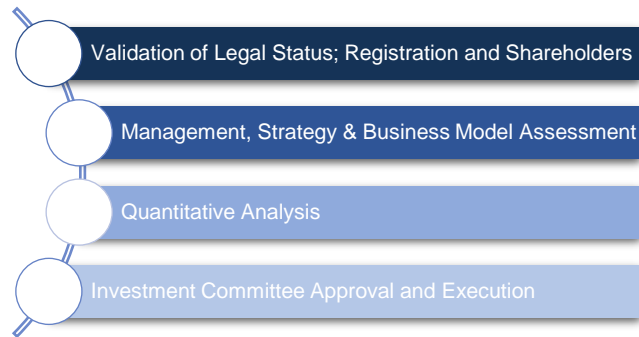 Validation of Legal Status; Registration and Shareholders
Management, Strategy & Business Model Assessment
Quantitative Analysis
Investment Committee Approval and Execution